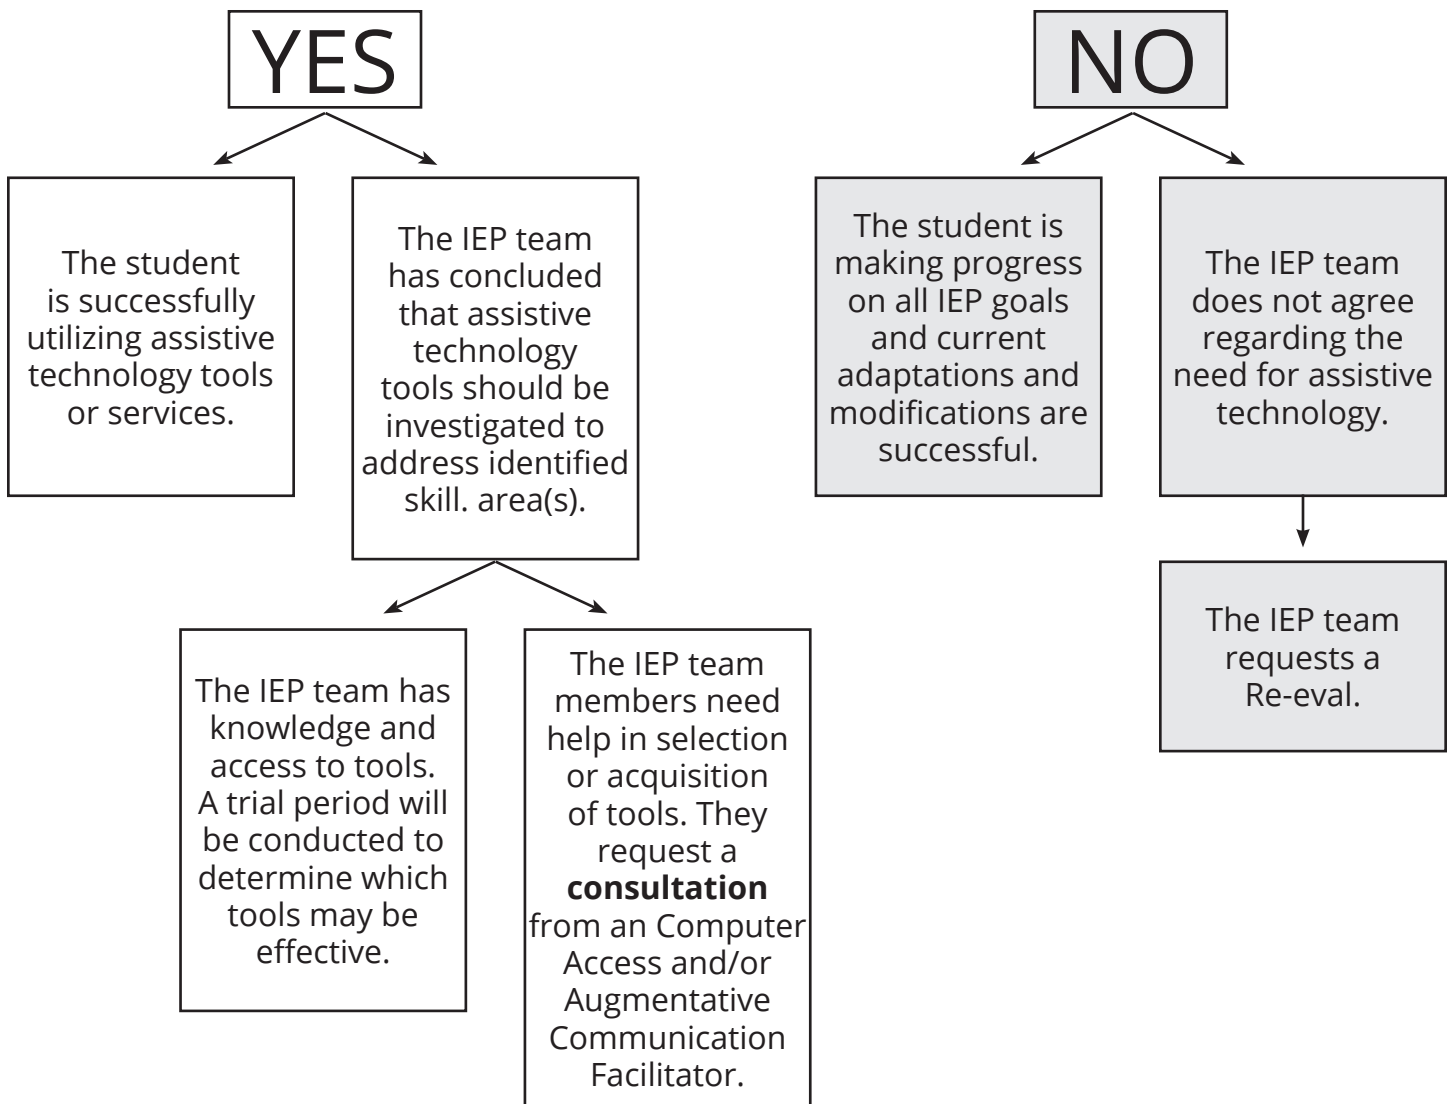 YES
The student
is successfully
utilizing assistive
technology tools
or services.
The IEP team
has concluded
that assistive
technology
tools should be
investigated to
address identified
skill. area(s).
The IEP team has
knowledge and
access to tools.
A trial period will
be conducted to
determine which
tools may be
effective.
The IEP team
members need
help in selection
or acquisition
of tools. They
request a
consultation
from an Computer
Access and/or
Augmentative
Communication
Facilitator.
NO
The student is
making progress
on all IEP goals
and current
adaptations and
modifications are
successful.
The IEP team
does not agree
regarding the
need for assistive
technology.
The IEP team
requests a
Re-eval.